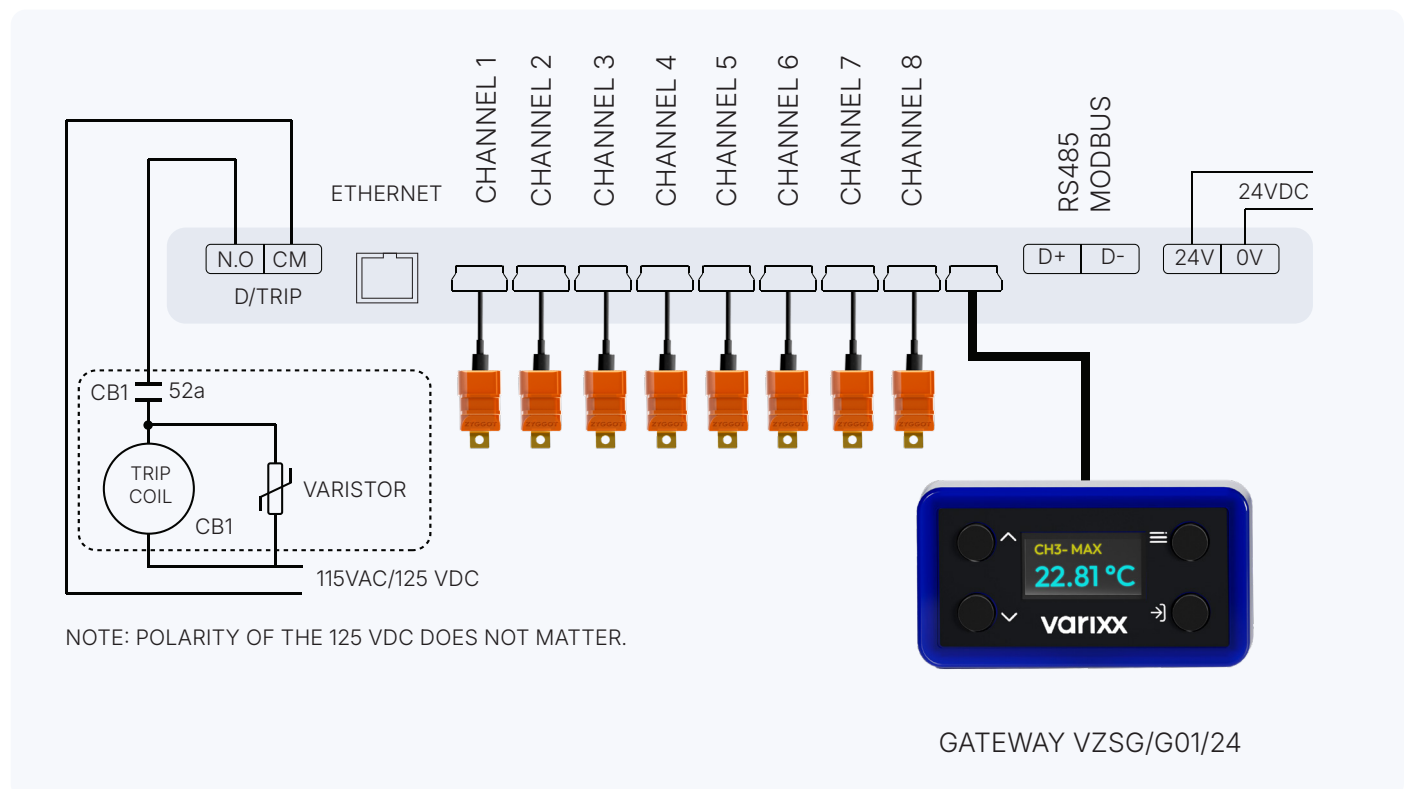 CHANNEL 1
CHANNEL 2
CHANNEL 3
CHANNEL 4
CHANNEL 5
CHANNEL 6
CHANNEL 7
CHANNEL 8
RS485
MODBUS
ETHERNET
24VDC
N.O
CM
D/TRIP
D+
D-
24V
0V
CB1
52a
TRIP
COIL
CB1
VARISTOR
115VAC/125 VDC
NOTE: POLARITY OF THE 125 VDC DOES NOT MATTER.
CH3- MAX
22.81 °C
varixx
GATEWAY VZSG/G01/24